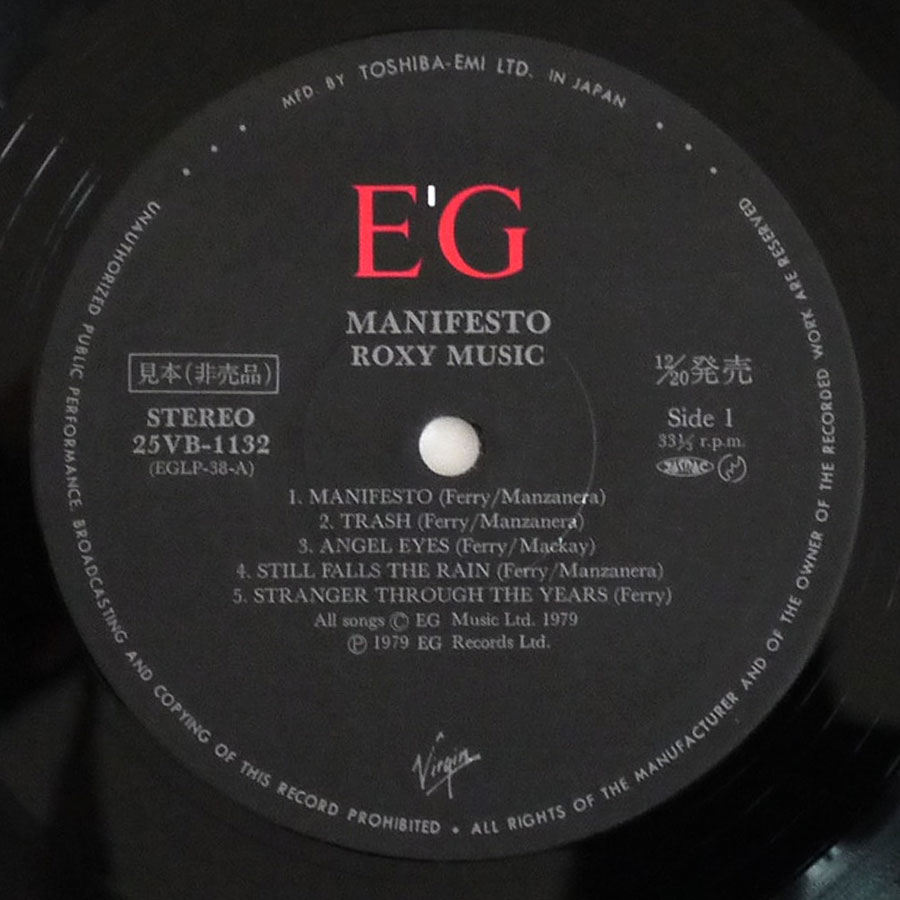 MFD. BY TOSHIBA-EMI LTD. IN JAPAN
E'G
MANIFESTO
ROXY MUSIC
見本(非売品)
STEREO
25VB-1132
(EGLP-38-A)
12/20発売
Side 1
33⅓ r.p.m.
JASRAC
1. MANIFESTO (Ferry/Manzanera)
2. TRASH (Ferry/Manzanera)
3. ANGEL EYES (Ferry/Mackay)
4. STILL FALLS THE RAIN (Ferry/Manzanera)
5. STRANGER THROUGH THE YEARS (Ferry)
All songs Ⓒ EG Music Ltd. 1979
Ⓟ 1979 EG Records Ltd.
Virgin
UNAUTHORIZED PUBLIC PERFORMANCE. BROADCASTING AND COPYING OF THIS RECORD PROHIBITED • ALL RIGHTS OF THE MANUFACTURER AND OF THE OWNER OF THE RECORDED WORK ARE RESERVED